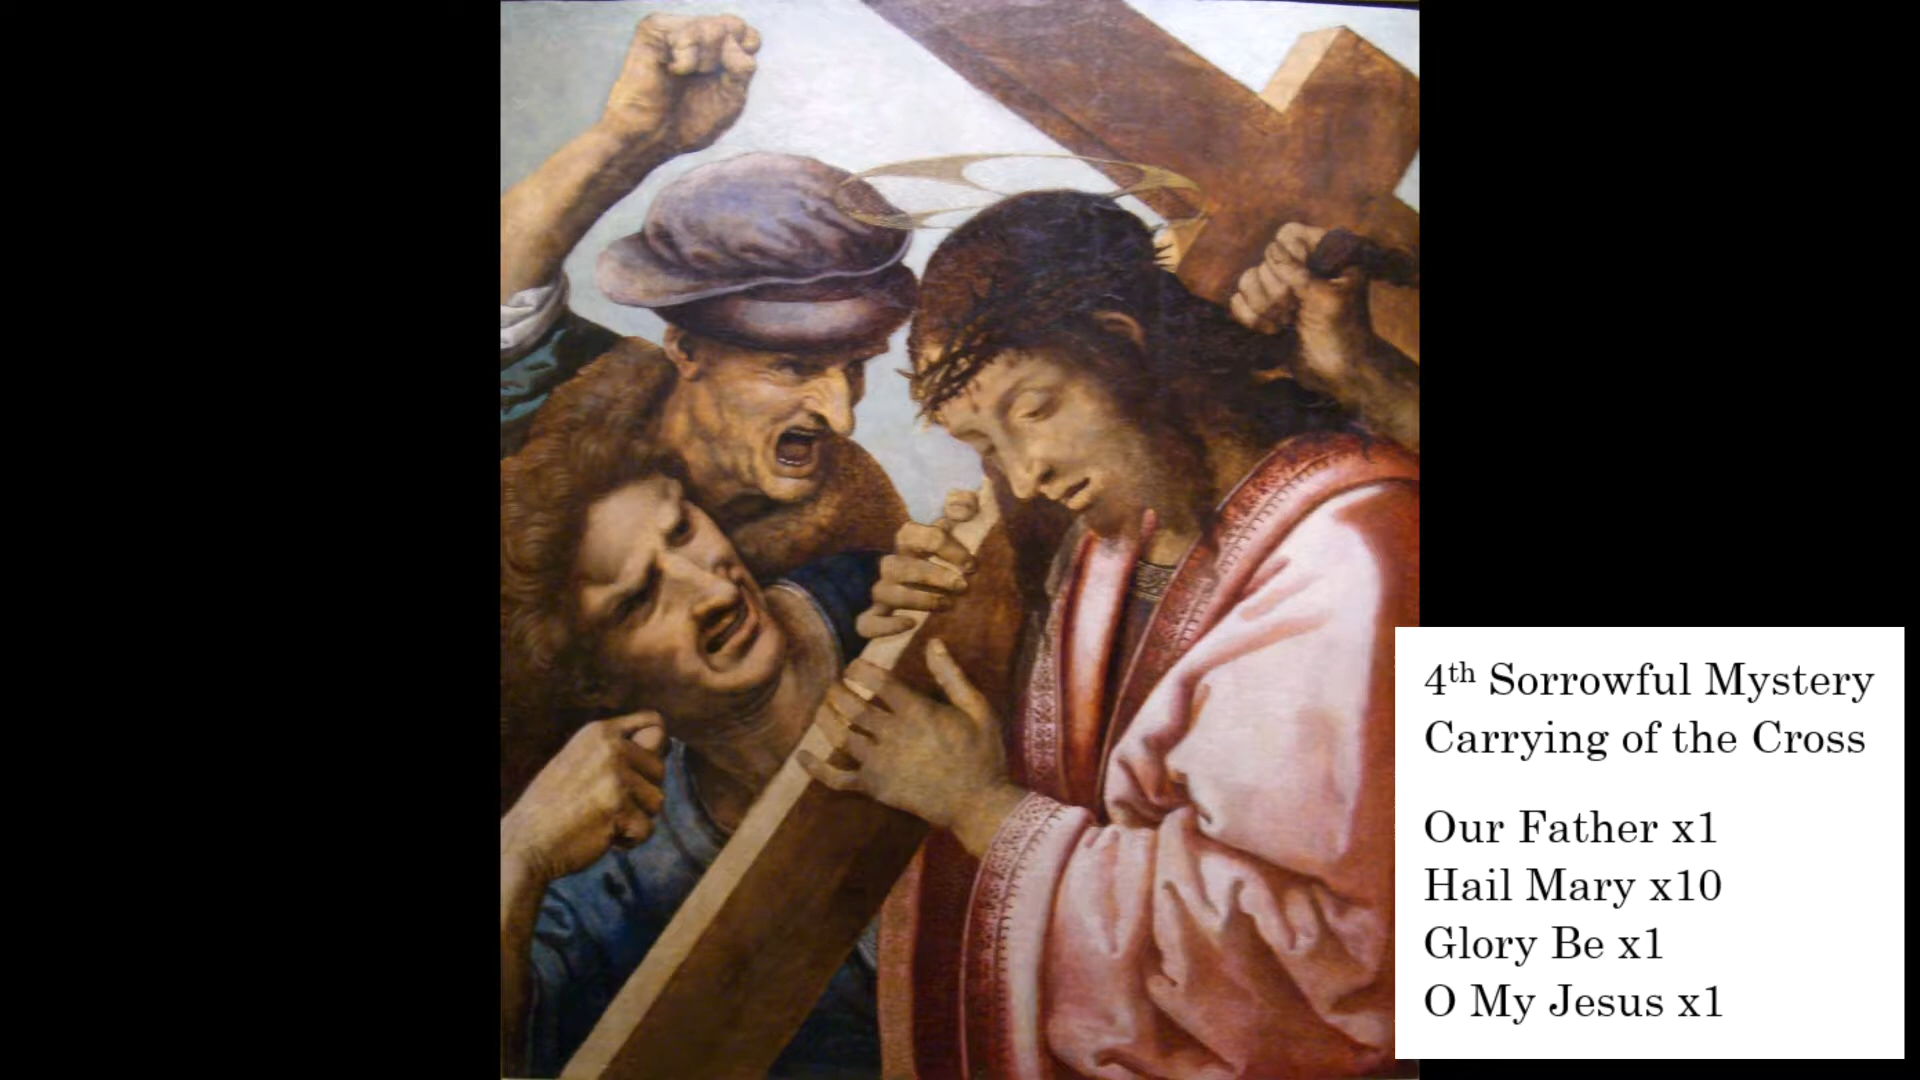 4th Sorrowful Mystery
Carrying of the Cross
Our Father x1
Hail Mary x10
Glory Be x1
O My Jesus x1